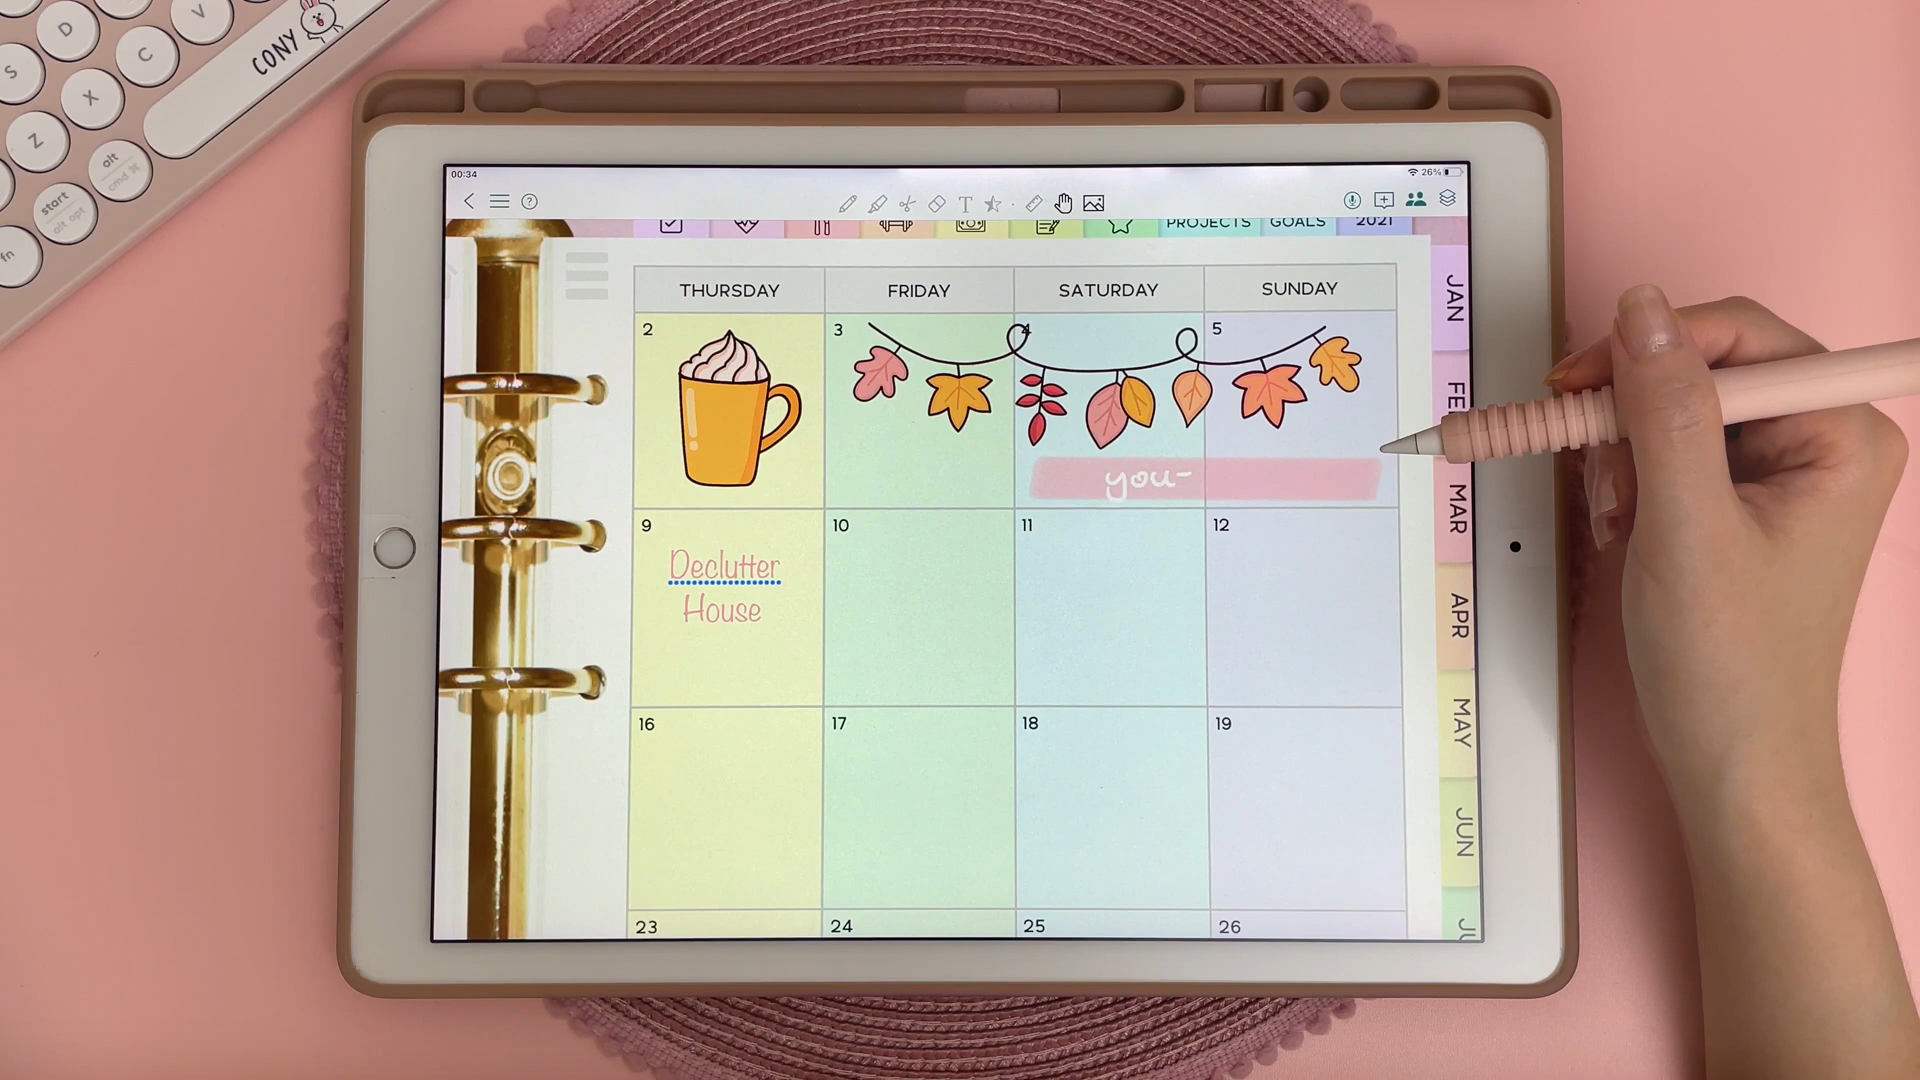 S
D
C
V
CONY
X
Z
alt
cmd ⌘
start
alt opt
fn
00:34
26%
T
PROJECTS
GOALS
2021
THURSDAY
FRIDAY
SATURDAY
SUNDAY
2
3
4
5
you-
9
10
11
12
Declutter
House
16
17
18
19
23
24
25
26
JAN
FE
MAR
APR
MAY
JUN